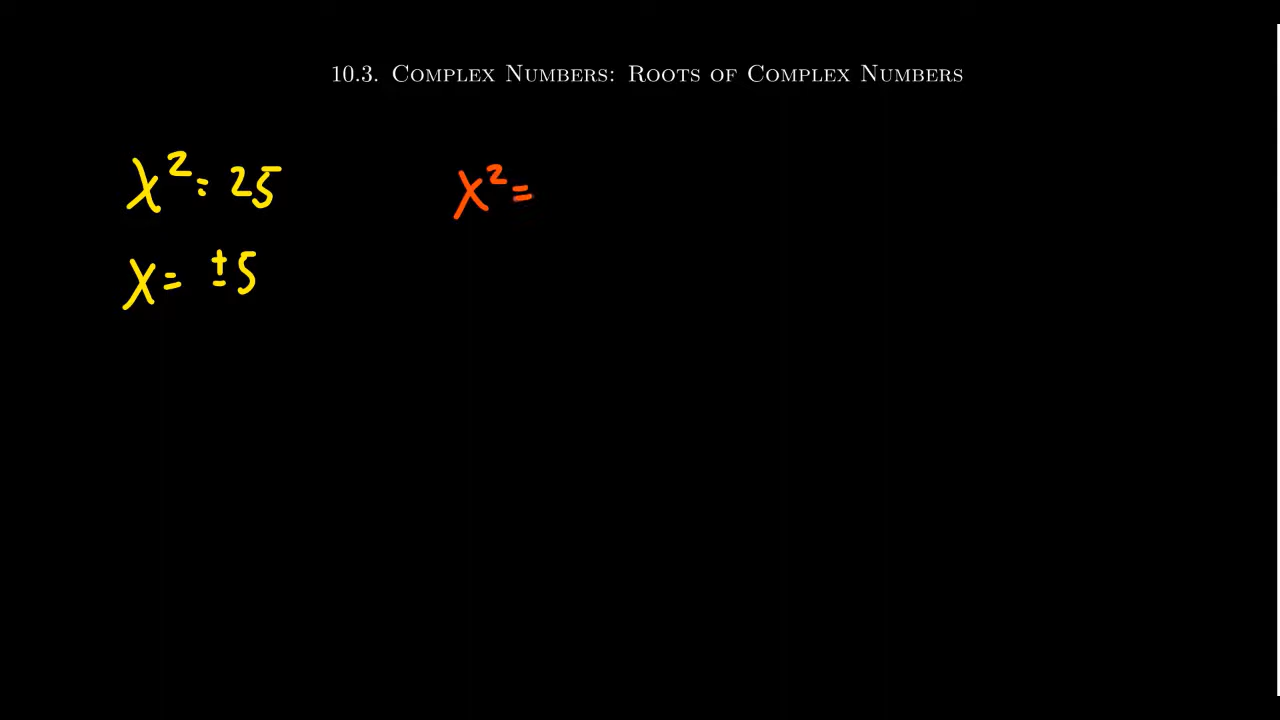 10.3. Complex Numbers: Roots of Complex Numbers
x² = 25
x = ±5
x² =